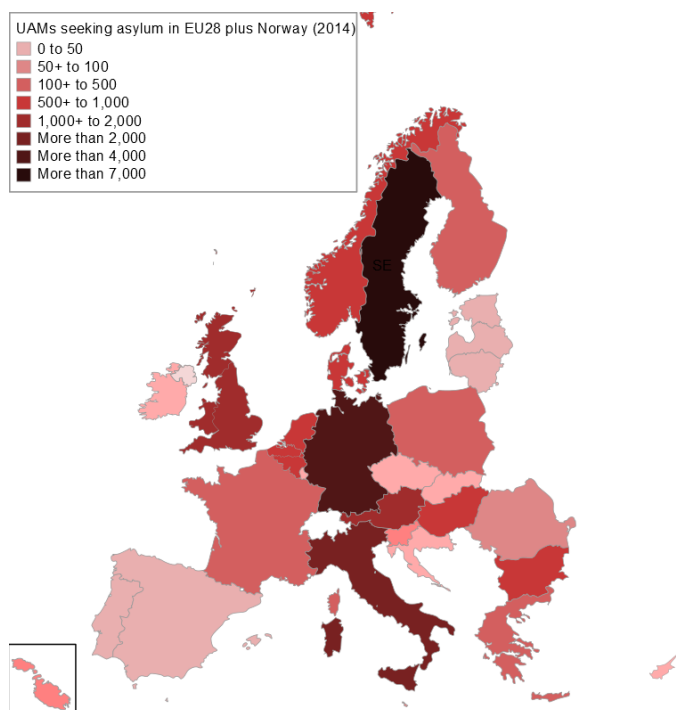 UAMs seeking asylum in EU28 plus Norway (2014)
0 to 50
50+ to 100
100+ to 500
500+ to 1,000
1,000+ to 2,000
More than 2,000
More than 4,000
More than 7,000
SE